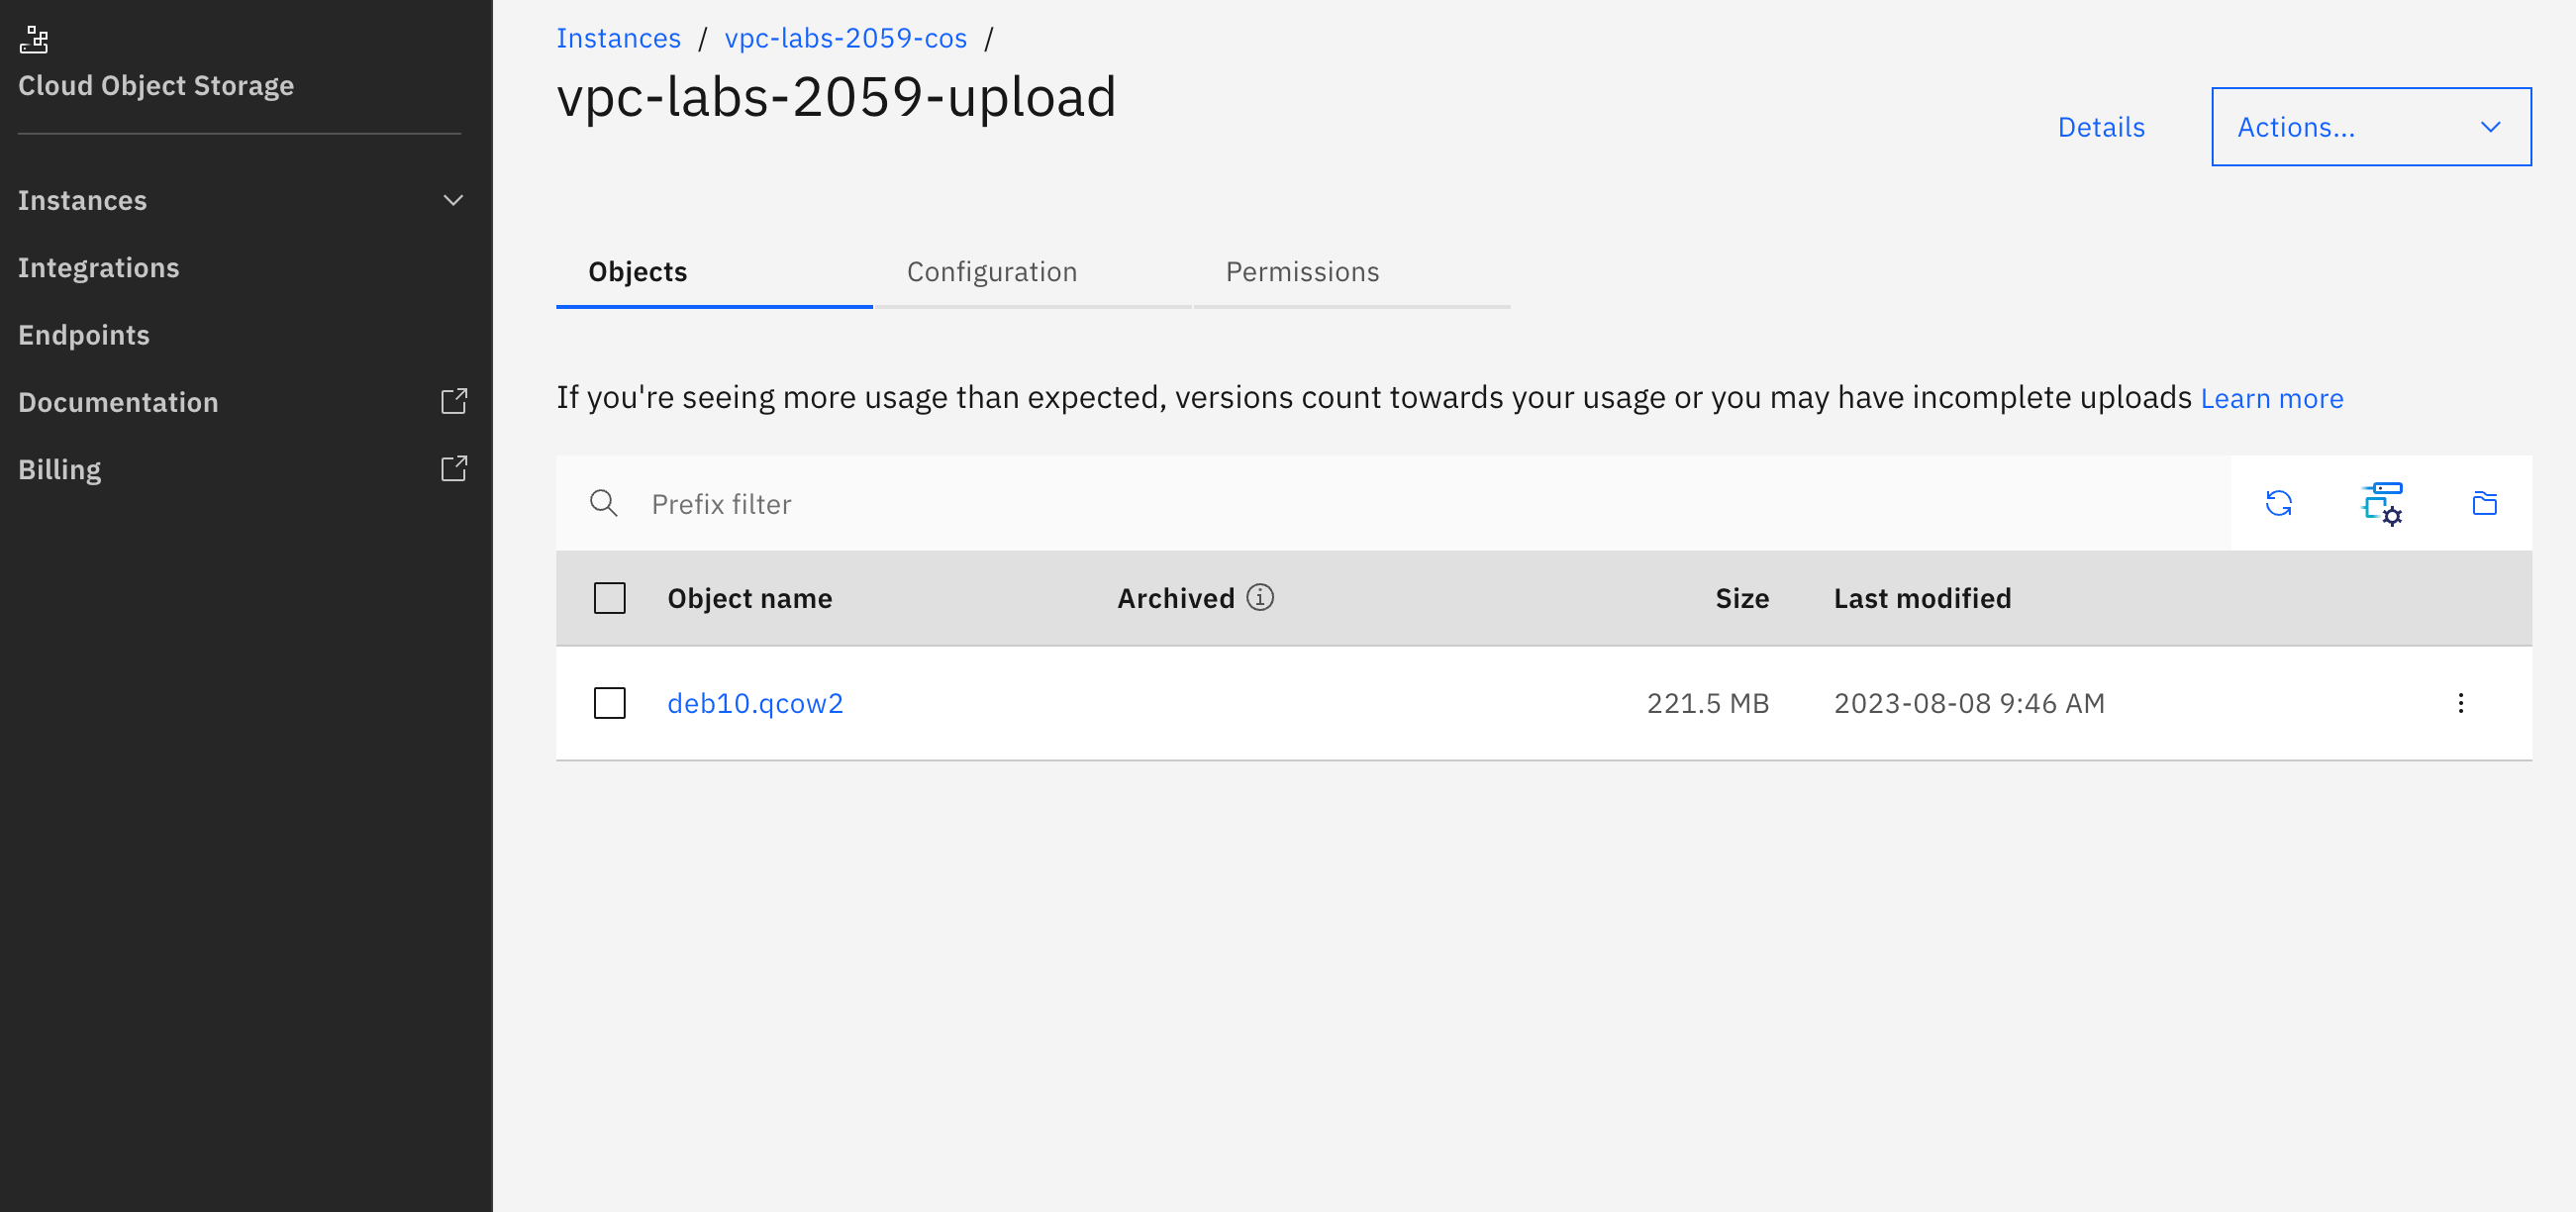 Cloud Object Storage
Instances
Integrations
Endpoints
Documentation
Billing
Instances / vpc-labs-2059-cos /
vpc-labs-2059-upload
Details
Actions...
Objects
Configuration
Permissions
If you're seeing more usage than expected, versions count towards your usage or you may have incomplete uploads Learn more
Prefix filter
Object name Archived Size Last modified
deb10.qcow2 221.5 MB 2023-08-08 9:46 AM